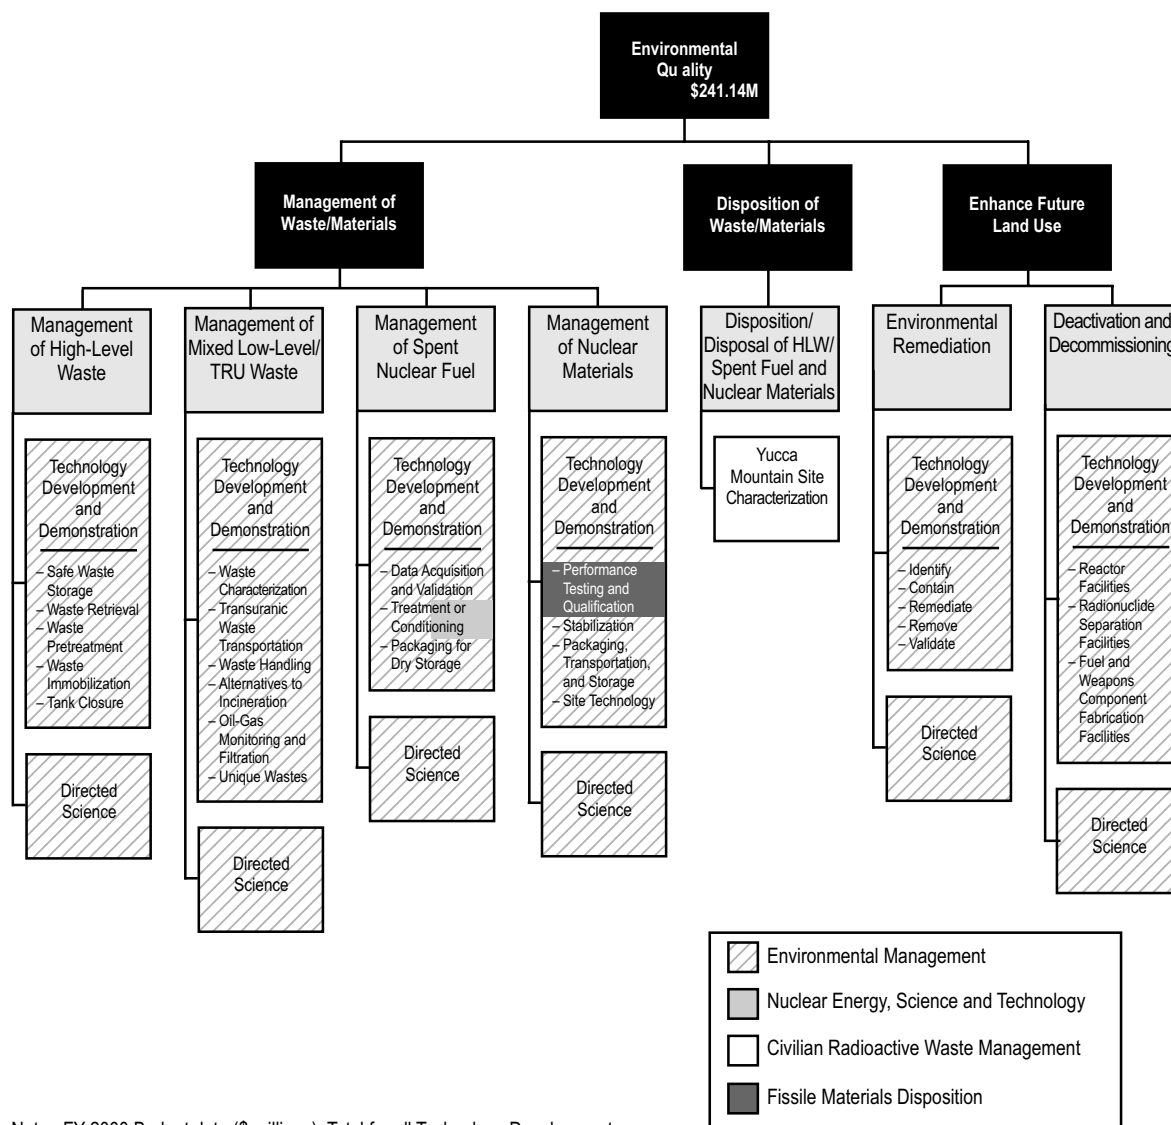 Environmental
Qu ality
$241.14M
Management of
Waste/Materials
Disposition of
Waste/Materials
Enhance Future
Land Use
Management
of High-Level
Waste
Management of
Mixed Low-Level/
TRU Waste
Management
of Spent
Nuclear Fuel
Management
of Nuclear
Materials
Disposition/
Disposal of HLW/
Spent Fuel and
Nuclear Materials
Environmental
Remediation
Deactivation and
Decommissioning
Technology
Development
and
Demonstration
– Safe Waste
Storage
– Waste Retrieval
– Waste
Pretreatment
– Waste
Immobilization
– Tank Closure
Directed
Science
Technology
Development
and
Demonstration
– Waste
Characterization
– Transuranic
Waste
Transportation
– Waste Handling
– Alternatives to
Incineration
– Oil-Gas
Monitoring and
Filtration
– Unique Wastes
Directed
Science
Technology
Development
and
Demonstration
– Data Acquisition
and Validation
– Treatment or
Conditioning
– Packaging for
Dry Storage
Directed
Science
Technology
Development
and
Demonstration
– Performance
Testing and
Qualification
– Stabilization
– Packaging,
Transportation,
and Storage
– Site Technology
Directed
Science
Yucca
Mountain Site
Characterization
Technology
Development
and
Demonstration
– Identify
– Contain
– Remediate
– Remove
– Validate
Directed
Science
Technology
Development
and
Demonstration
– Reactor
Facilities
– Radionuclide
Separation
Facilities
– Fuel and
Weapons
Component
Fabrication
Facilities
Directed
Science
Environmental Management
Nuclear Energy, Science and Technology
Civilian Radioactive Waste Management
Fissile Materials Disposition